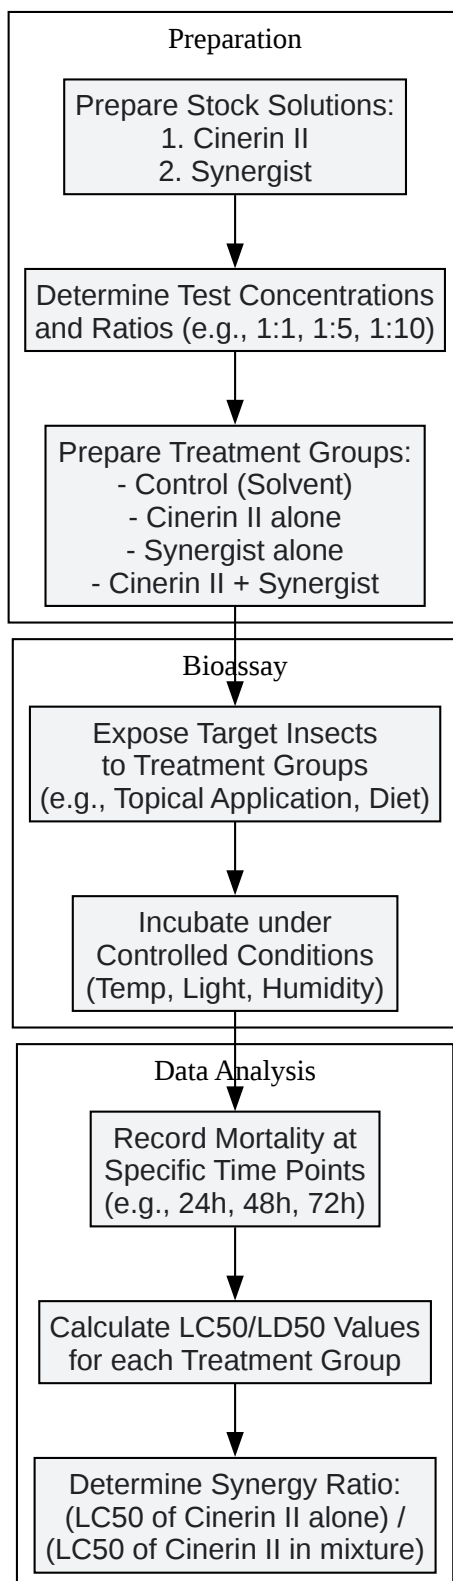 Preparation
Prepare Stock Solutions:
1. Cinerin II
2. Synergist
Determine Test Concentrations
and Ratios (e.g., 1:1, 1:5, 1:10)
Prepare Treatment Groups:
- Control (Solvent)
- Cinerin II alone
- Synergist alone
- Cinerin II + Synergist
Bioassay
Expose Target Insects
to Treatment Groups
(e.g., Topical Application, Diet)
Incubate under
Controlled Conditions
(Temp, Light, Humidity)
Data Analysis
Record Mortality at
Specific Time Points
(e.g., 24h, 48h, 72h)
Calculate LC50/LD50 Values
for each Treatment Group
Determine Synergy Ratio:
(LC50 of Cinerin II alone) /
(LC50 of Cinerin II in mixture)